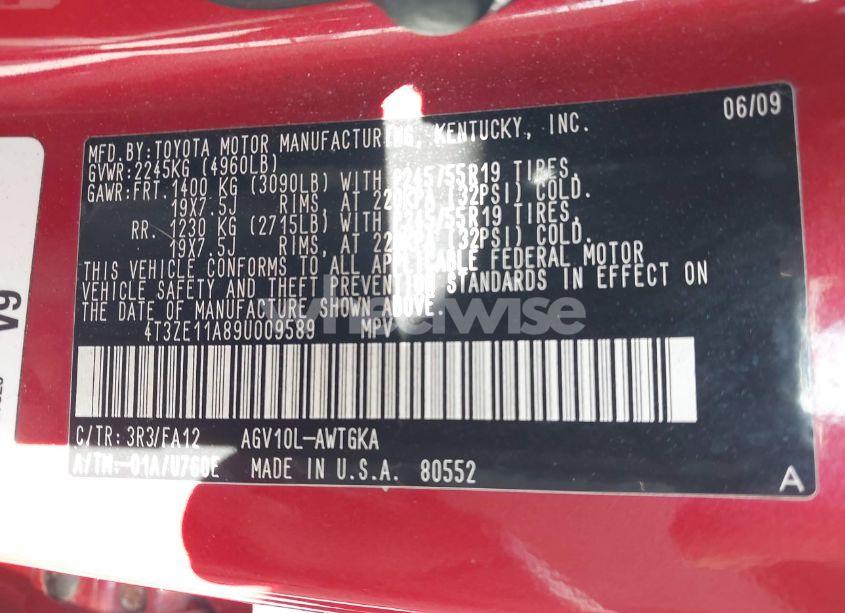 06/09
MFD.BY:TOYOTA MOTOR MANUFACTURING, KENTUCKY, INC.
GVWR:2245KG (4960LB)
GAWR:FRT. 1400 KG (3090LB) WITH P245/55R19 TIRES,
19X7.5J RIMS, AT 220KPA (32PSI) COLD.
RR. 1230 KG (2715LB) WITH P245/55R19 TIRES,
19X7.5J RIMS, AT 220KPA (32PSI) COLD.
THIS VEHICLE CONFORMS TO ALL APPLICABLE FEDERAL MOTOR
VEHICLE SAFETY AND THEFT PREVENTION STANDARDS IN EFFECT ON
THE DATE OF MANUFACTURE SHOWN ABOVE.
4T3ZE11A89U009589 MPV
C/TR: 3R3/FA12 AGV10L-AWTGKA
A/TM: -01A/U760E MADE IN U.S.A. 80552
A
V9
wheelwise